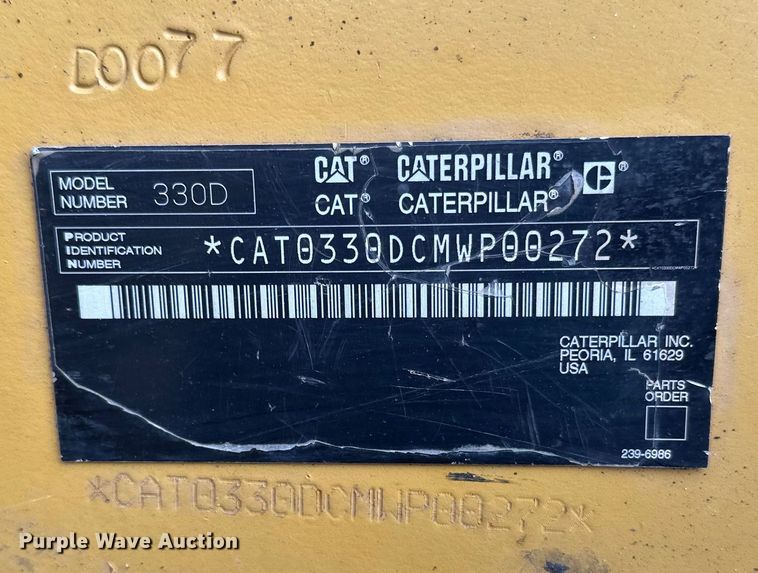 D0077
CAT® CATERPILLAR® C®
CAT® CATERPILLAR®
MODEL NUMBER 330D
PRODUCT IDENTIFICATION NUMBER *CAT0330DCMWP00272*
*CAT0330DCMWP00272*
CATERPILLAR INC.
PEORIA, IL 61629
USA
PARTS
ORDER
239-6986
*CAT0330DCMWP00272*
Purple Wave Auction